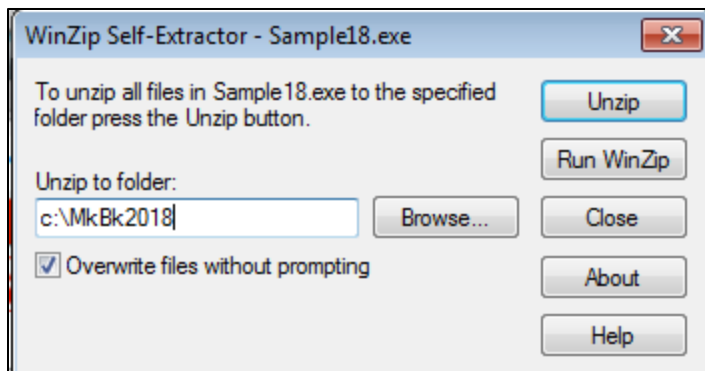 WinZip Self-Extractor - Sample18.exe
To unzip all files in Sample18.exe to the specified
folder press the Unzip button.
Unzip to folder:
c:\MkBk2018
Browse...
Overwrite files without prompting
Unzip
Run WinZip
Close
About
Help